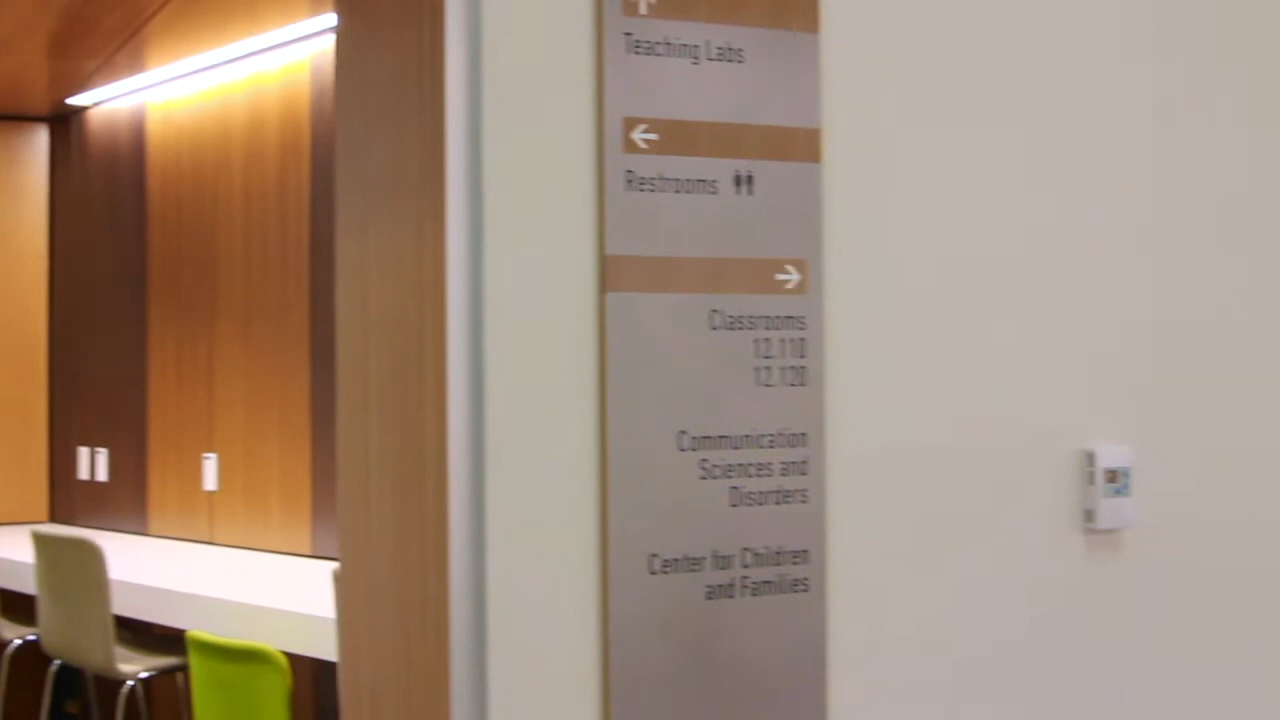 Teaching Labs
Restrooms
Classrooms
12.110
12.120
Communication
Sciences and
Disorders
Center for Children
and Families